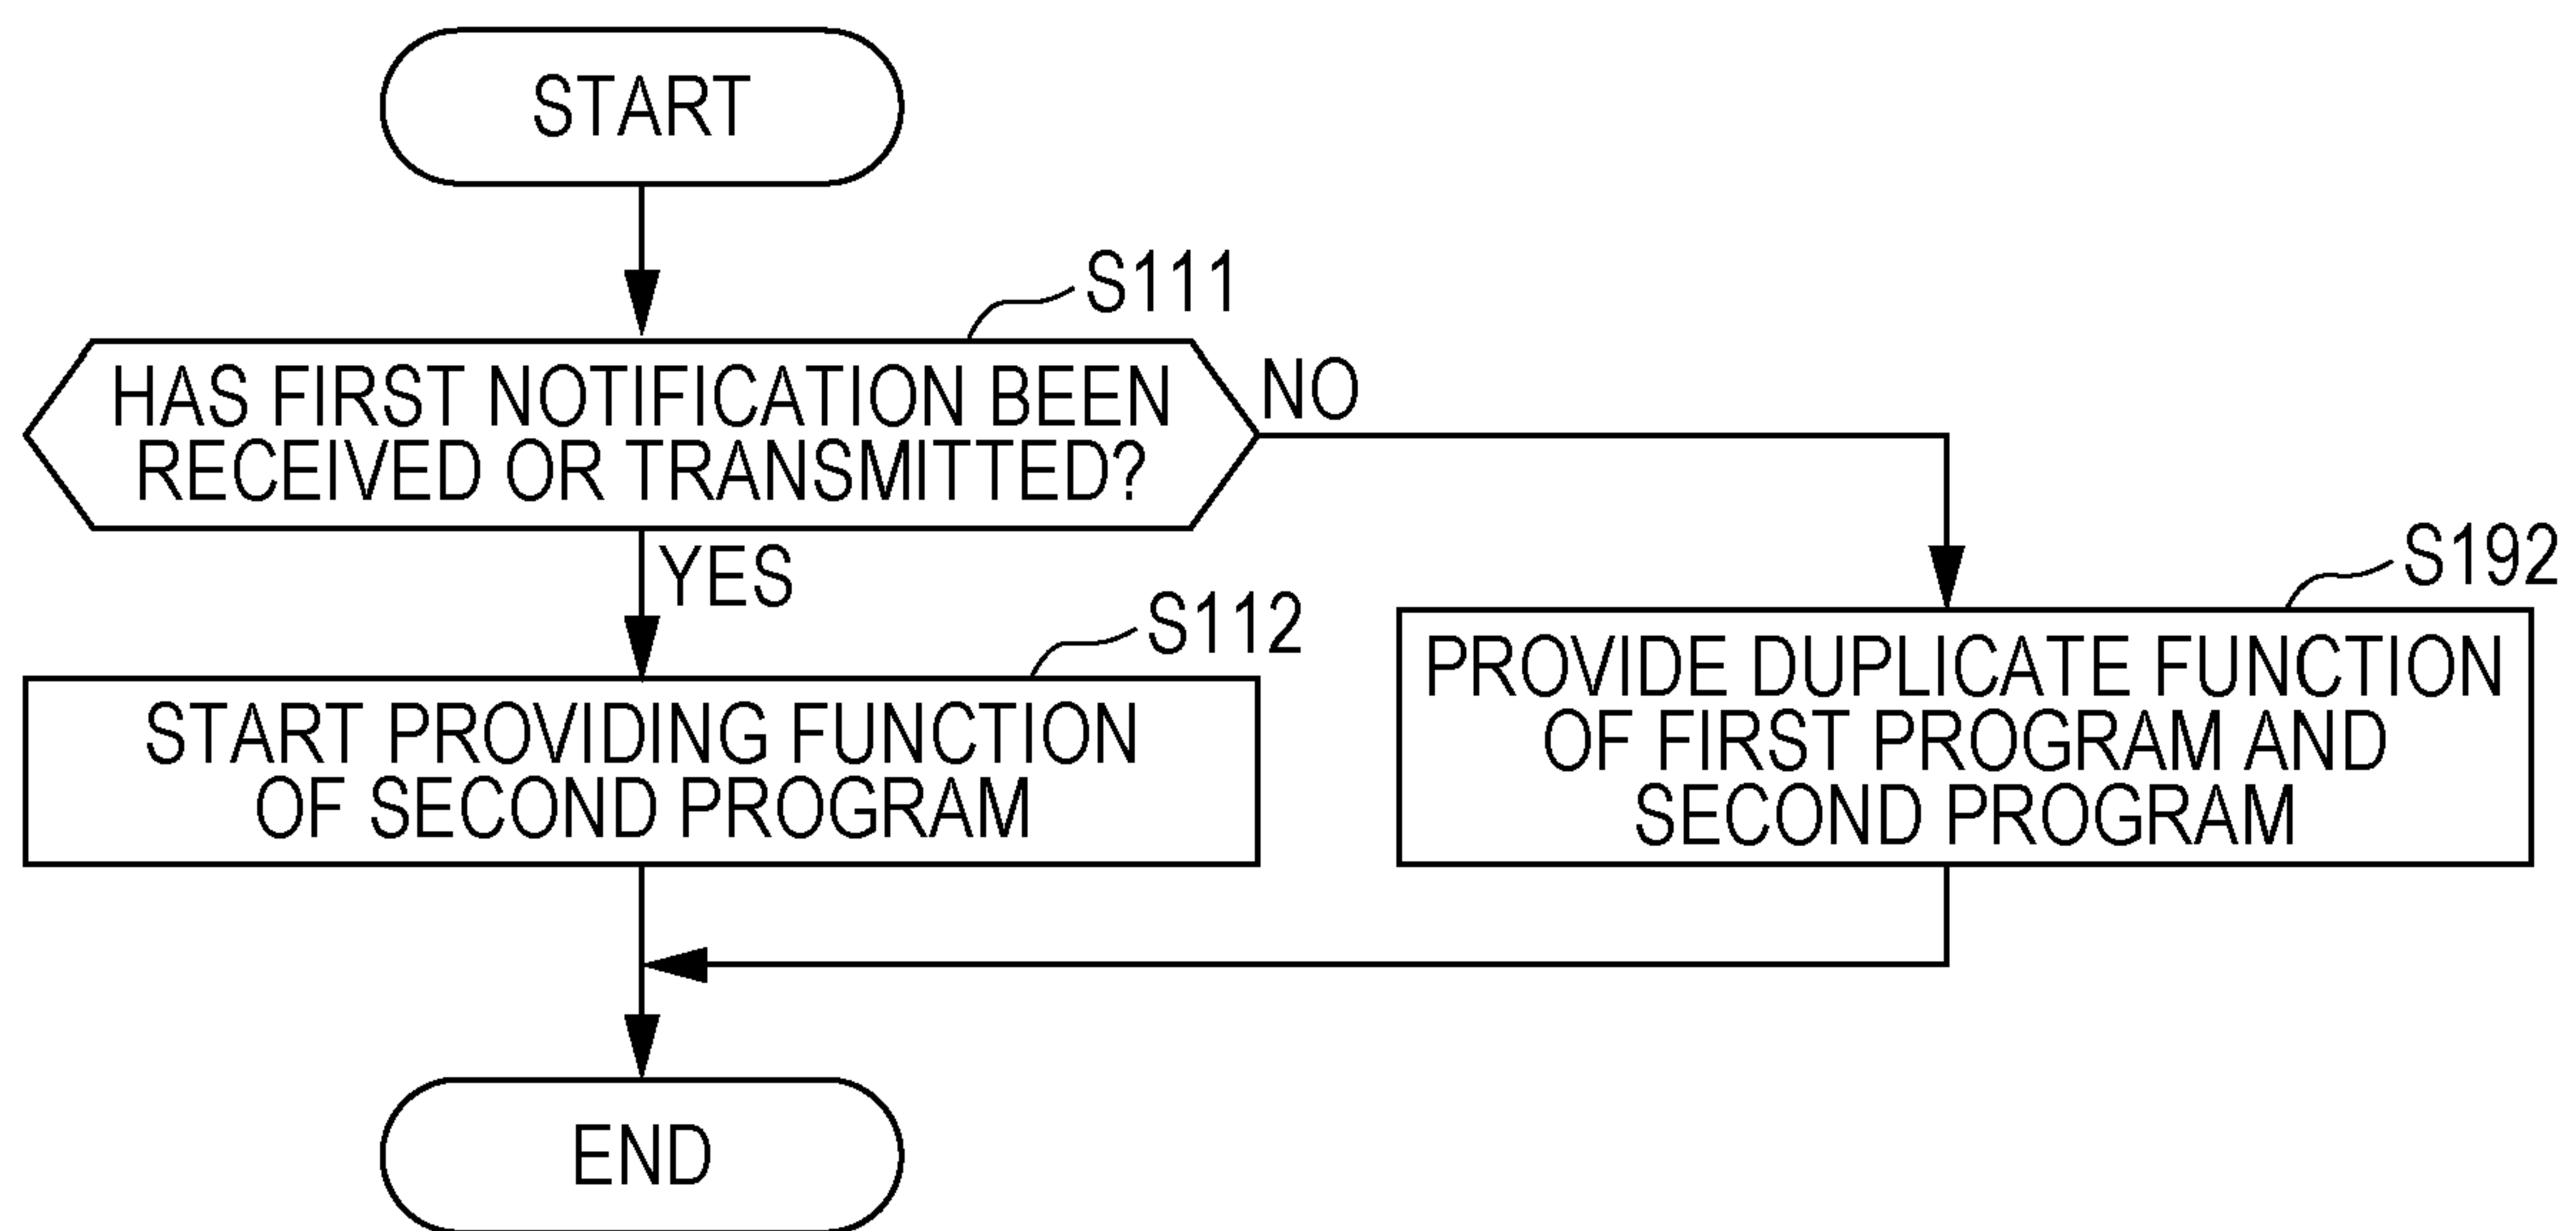 START
S111
HAS FIRST NOTIFICATION BEEN
RECEIVED OR TRANSMITTED?
NO
YES
S112
START PROVIDING FUNCTION
OF SECOND PROGRAM
S192
PROVIDE DUPLICATE FUNCTION
OF FIRST PROGRAM AND
SECOND PROGRAM
END